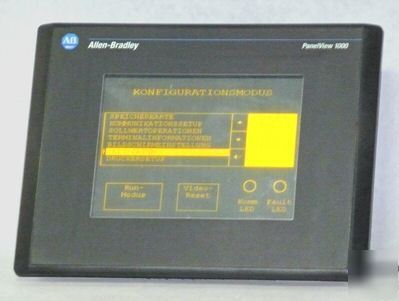 AB Allen-Bradley
PanelView 1000
KONFIGURATIONSMODUS
SPEICHERKARTE
KOMMUNIKATIONSSETUP
SOLLWERTOPERATIONEN
TERMINALINFORMATIONEN
BILDSCHIRMEINSTELLUNG
DRUCKERSETUP
Run-
Modus
Video-
Reset
Komm
LED
Fault
LED